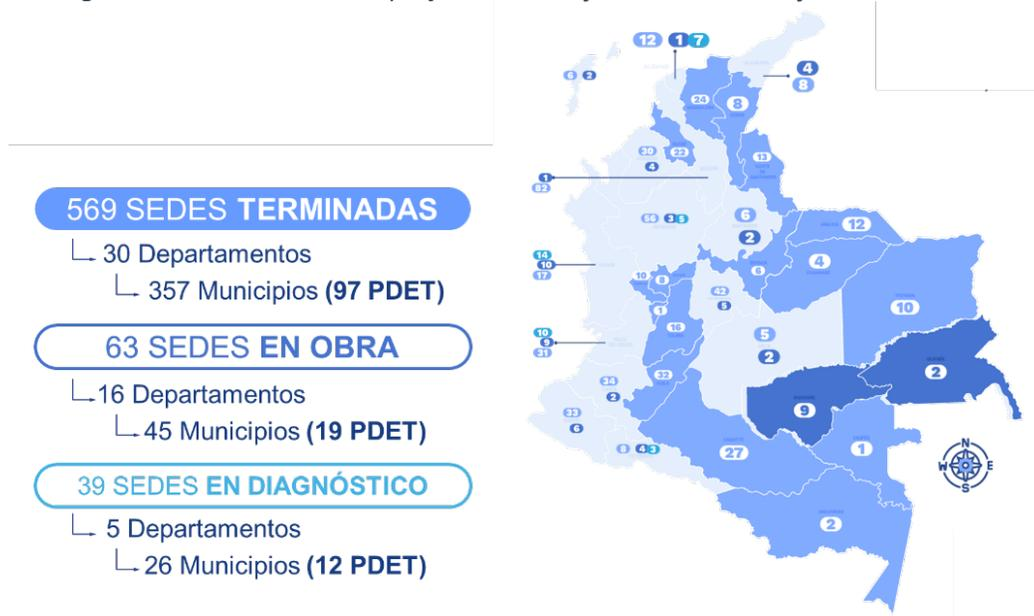 569 SEDES TERMINADAS
30 Departamentos
357 Municipios (97 PDET)
63 SEDES EN OBRA
16 Departamentos
45 Municipios (19 PDET)
39 SEDES EN DIAGNÓSTICO
5 Departamentos
26 Municipios (12 PDET)
12 1 7
6 2
4
8
24
8
30
4
22
13
1
82
56 3 5
6
2
12
14
10
17
10
8
6
4
42
5
10
1
16
10
9
31
5
2
32
34
2
2
9
33
6
8 4 3
27
1
N
W E
S
2